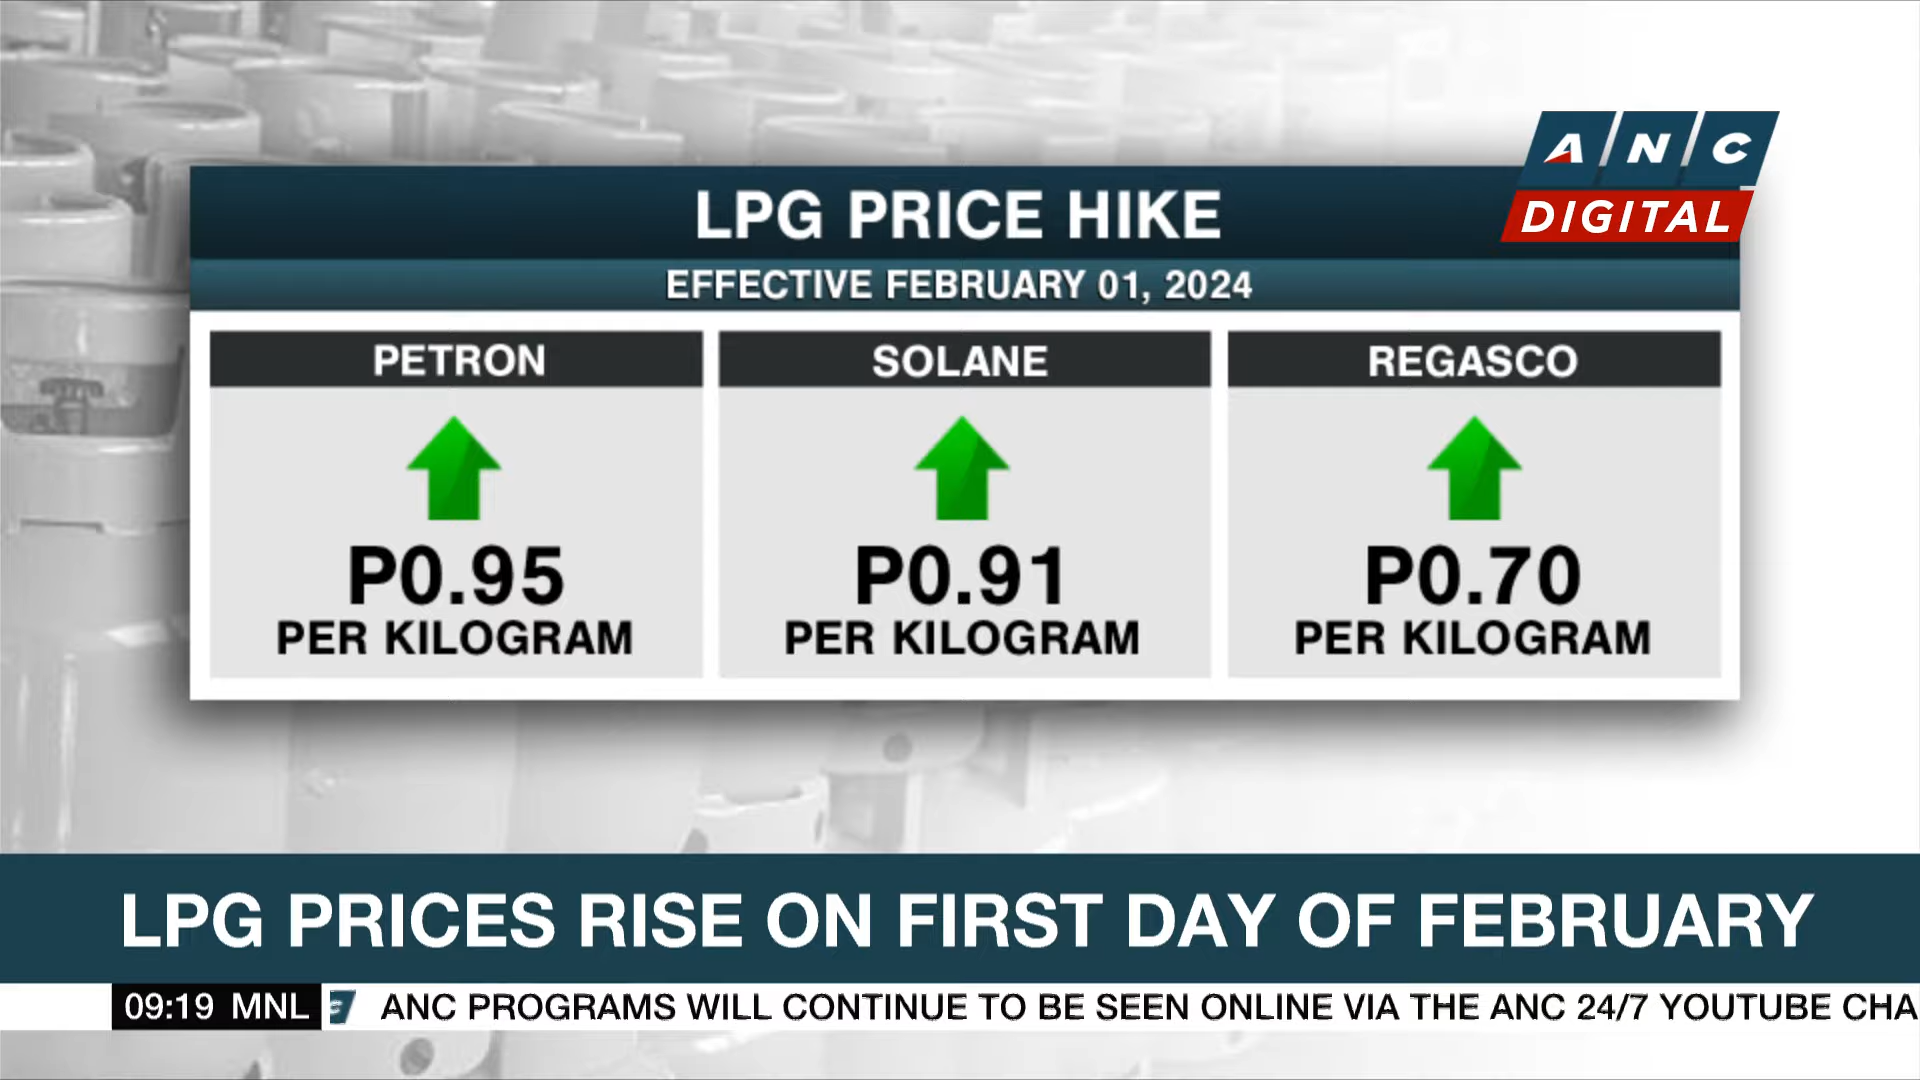 ANC
DIGITAL
LPG PRICE HIKE
EFFECTIVE FEBRUARY 01, 2024
PETRON
P0.95
PER KILOGRAM
SOLANE
P0.91
PER KILOGRAM
REGASCO
P0.70
PER KILOGRAM
LPG PRICES RISE ON FIRST DAY OF FEBRUARY
09:19 MNL
ANC PROGRAMS WILL CONTINUE TO BE SEEN ONLINE VIA THE ANC 24/7 YOUTUBE CHA